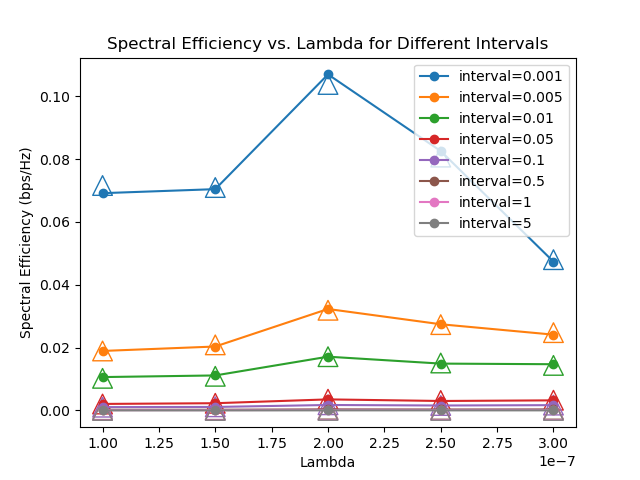 Spectral Efficiency vs. Lambda for Different Intervals
Spectral Efficiency (bps/Hz)
0.10
0.08
0.06
0.04
0.02
0.00
interval=0.001
interval=0.005
interval=0.01
interval=0.05
interval=0.1
interval=0.5
interval=1
interval=5
1.00 1.25 1.50 1.75 2.00 2.25 2.50 2.75 3.00
1e−7
Lambda